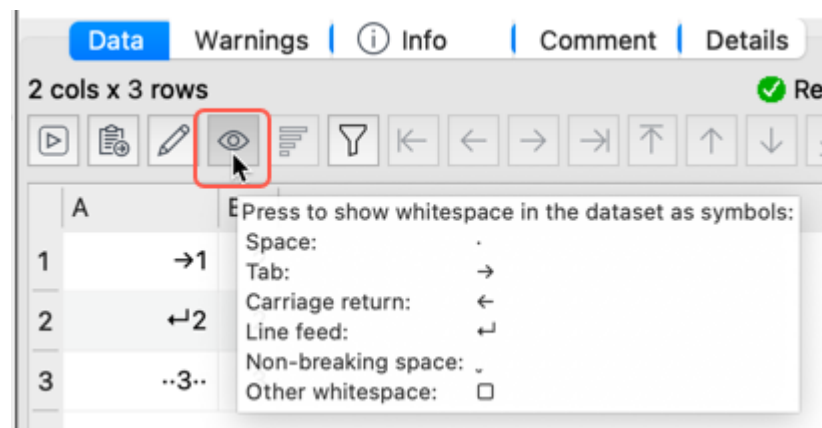 Data Warnings Info Comment Details
2 cols x 3 rows Re
A
Press to show whitespace in the dataset as symbols:
Space: ·
1 →1
Tab: →
Carriage return: ←
2 ↵2
Line feed: ↵
Non-breaking space: ˬ
3 ··3··
Other whitespace: ▢